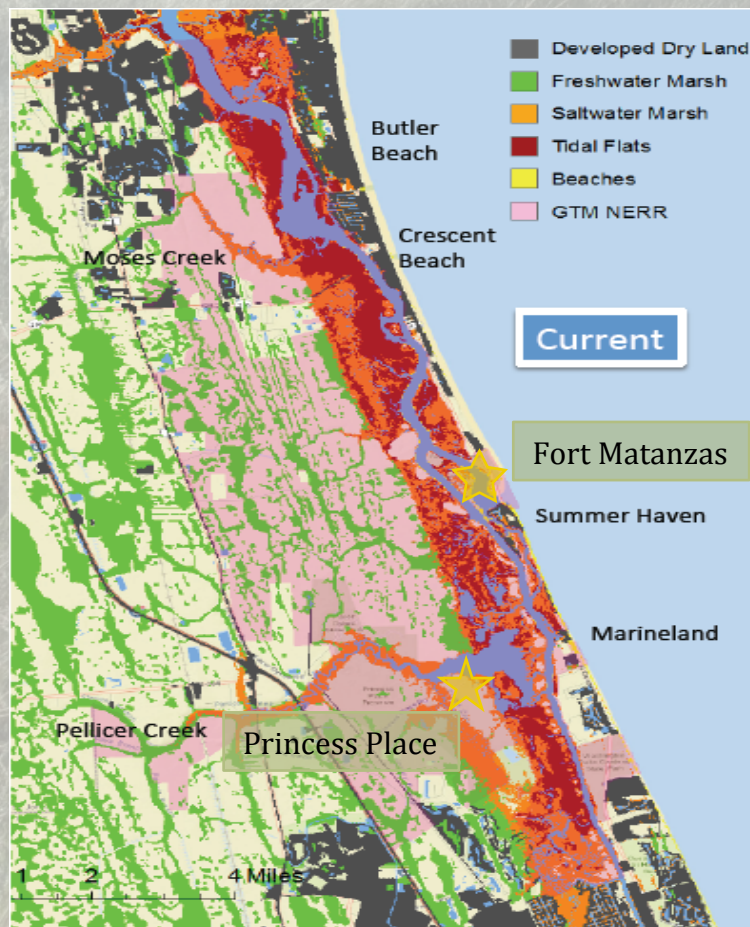 Developed Dry Land
Freshwater Marsh
Saltwater Marsh
Tidal Flats
Beaches
GTM NERR
Butler
Beach
Crescent
Beach
Moses Creek
Current
Fort Matanzas
Summer Haven
Marineland
Pellicer Creek
Princess Place
1 2 4 Miles